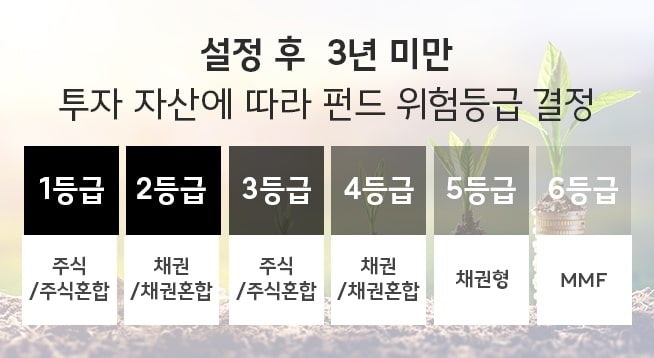 설정 후 3년 미만
투자 자산에 따라 펀드 위험등급 결정
1등급 2등급 3등급 4등급 5등급 6등급
주식
/주식혼합
채권
/채권혼합
주식
/주식혼합
채권
/채권혼합
채권형
MMF